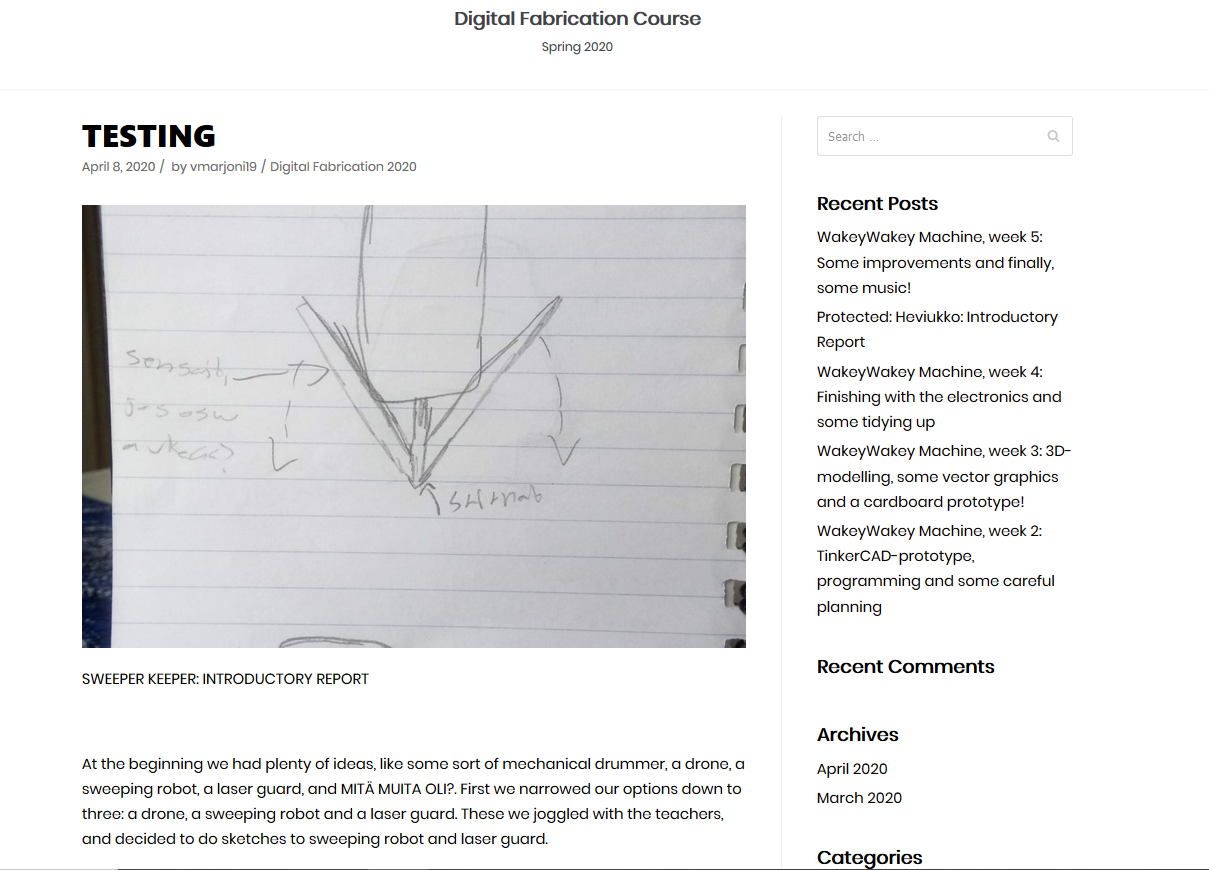 Digital Fabrication Course
Spring 2020
TESTING
April 8, 2020 / by vmarjoni19 / Digital Fabrication 2020
SWEEPER KEEPER: INTRODUCTORY REPORT
At the beginning we had plenty of ideas, like some sort of mechanical drummer, a drone, a
sweeping robot, a laser guard, and MITÄ MUITA OLI?. First we narrowed our options down to
three: a drone, a sweeping robot and a laser guard. These we joggled with the teachers,
and decided to do sketches to sweeping robot and laser guard.
Search ...
Recent Posts
WakeyWakey Machine, week 5:
Some improvements and finally,
some music!
Protected: Heviukko: Introductory
Report
WakeyWakey Machine, week 4:
Finishing with the electronics and
some tidying up
WakeyWakey Machine, week 3: 3D-
modelling, some vector graphics
and a cardboard prototype!
WakeyWakey Machine, week 2:
TinkerCAD-prototype,
programming and some careful
planning
Recent Comments
Archives
April 2020
March 2020
Categories